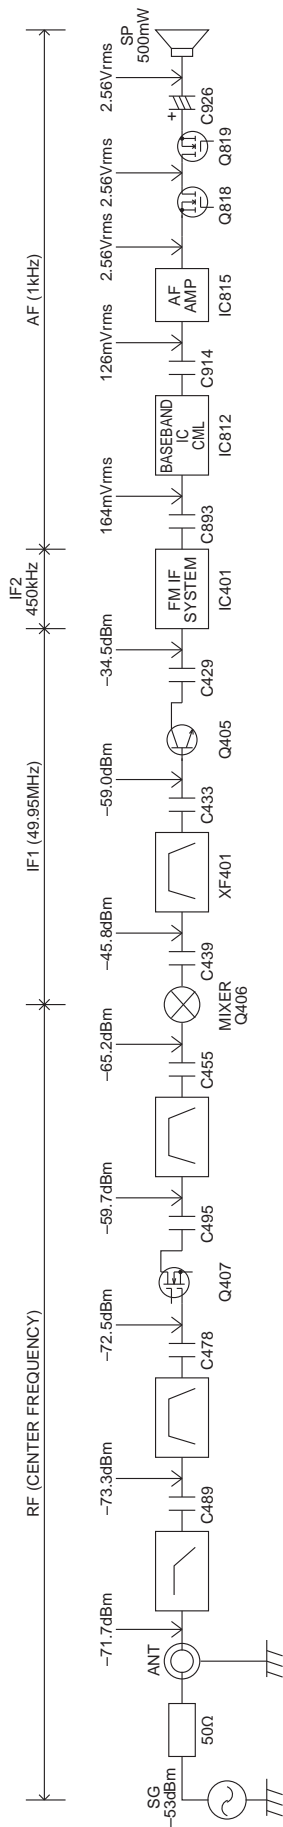 RF (CENTER FREQUENCY)
IF1 (49.95MHz)
IF2
450kHz
AF (1kHz)
SG
–53dBm
–71.7dBm
–73.3dBm
–72.5dBm
–59.7dBm
–65.2dBm
–45.8dBm
–59.0dBm
–34.5dBm
164mVrms
126mVrms
2.56Vrms
2.56Vrms
2.56Vrms
SP
500mW
ANT
+
FM IF
SYSTEM
BASEBAND
IC
CML
AF
AMP
50Ω
C489
C478
Q407
C495
C455
MIXER
Q406
C439
XF401
C433
Q405
C429
IC401
C893
IC812
C914
IC815
Q818
Q819
C926